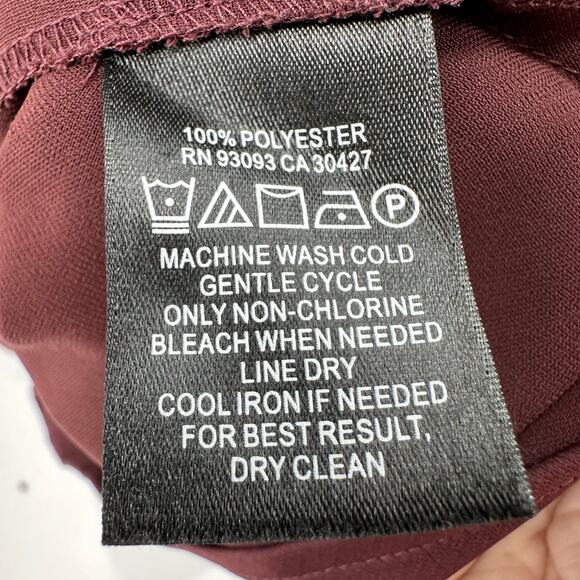 100% POLYESTER
RN 93093 CA 30427
P
MACHINE WASH COLD
GENTLE CYCLE
ONLY NON-CHLORINE
BLEACH WHEN NEEDED
LINE DRY
COOL IRON IF NEEDED
FOR BEST RESULT,
DRY CLEAN